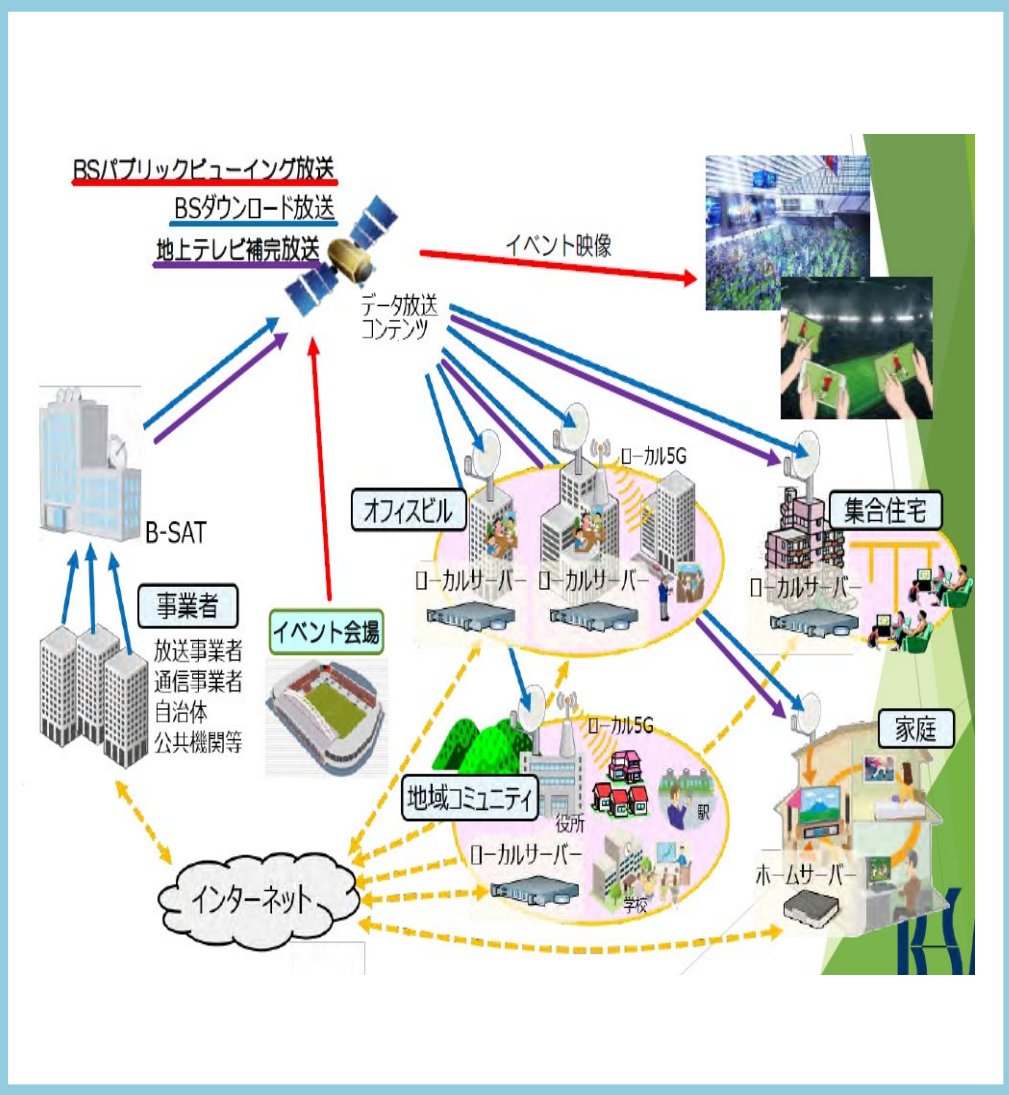 BSパブリックビューイング放送
BSダウンロード放送
地上テレビ補完放送
イベント映像
データ放送
コンテンツ
ローカル5G
オフィスビル
集合住宅
B-SAT
ローカルサーバー
ローカルサーバー
ローカルサーバー
事業者
放送事業者
通信事業者
自治体
公共機関等
イベント会場
ローカル5G
家庭
地域コミュニティ
役所
駅
ローカルサーバー
学校
ホームサーバー
インターネット